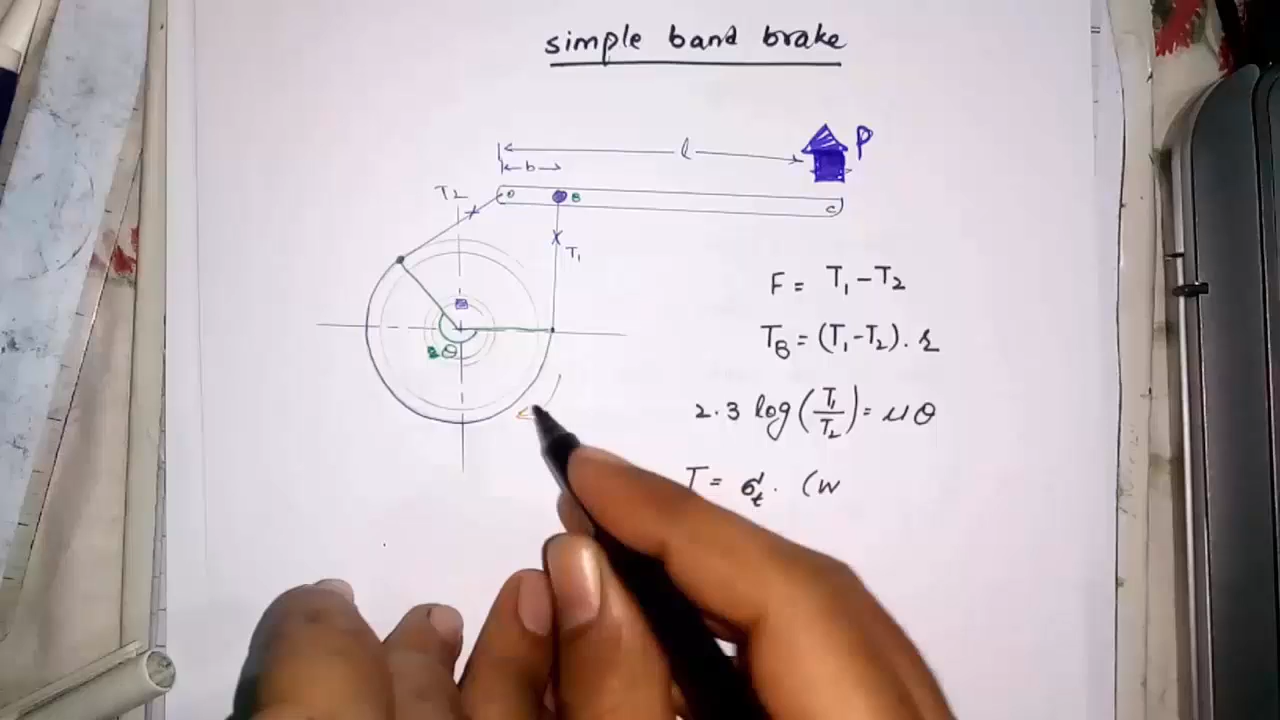 simple band brake
l
P
b
T2
O
B
C
T1
F = T1 - T2
θ
TB = (T1-T2). r
2.3 log(T1/T2) = μθ
T = σt. (w